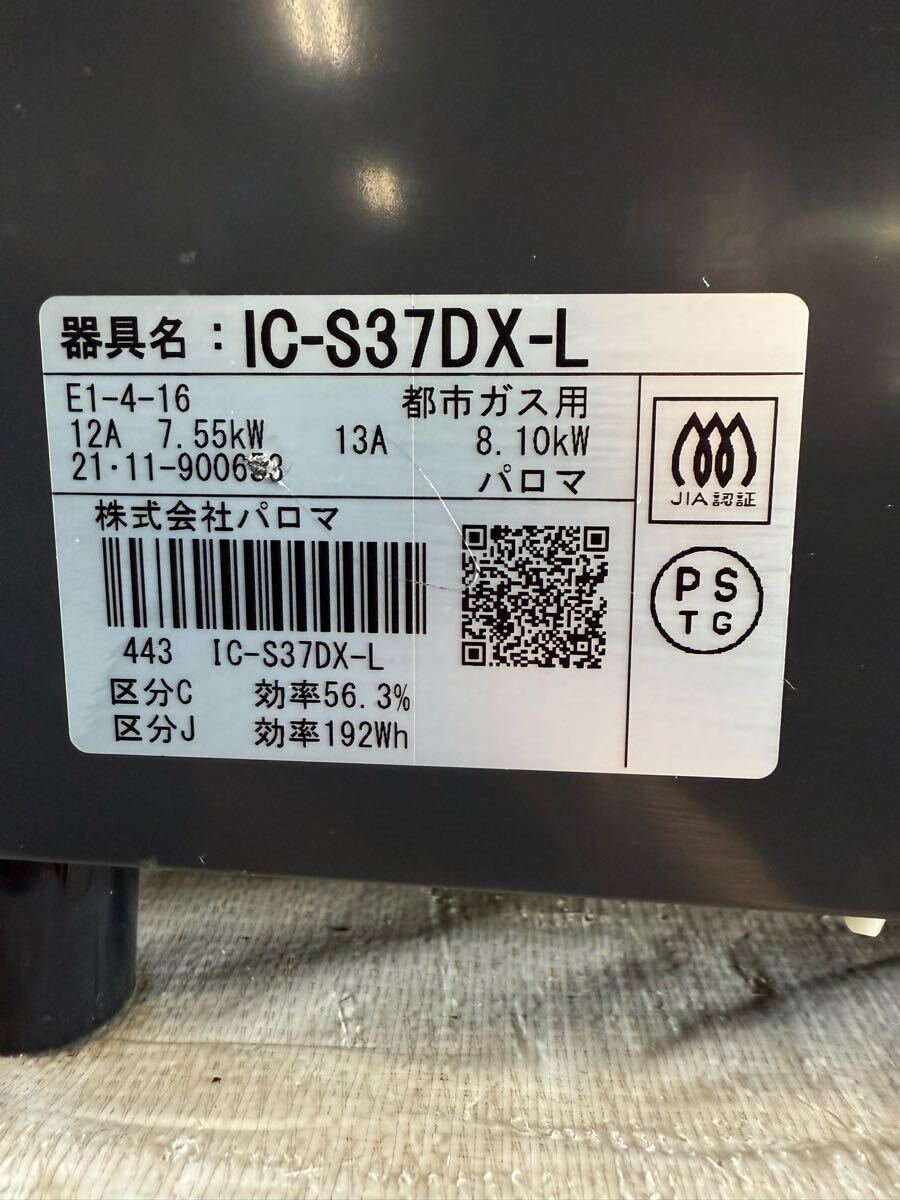 器具名：IC-S37DX-L
E1-4-16 都市ガス用
12A 7.55kW 13A 8.10kW
パロマ
株式会社パロマ
443 IC-S37DX-L
区分C 効率56.3%
区分J 効率192Wh
JIA認証
PS
TG